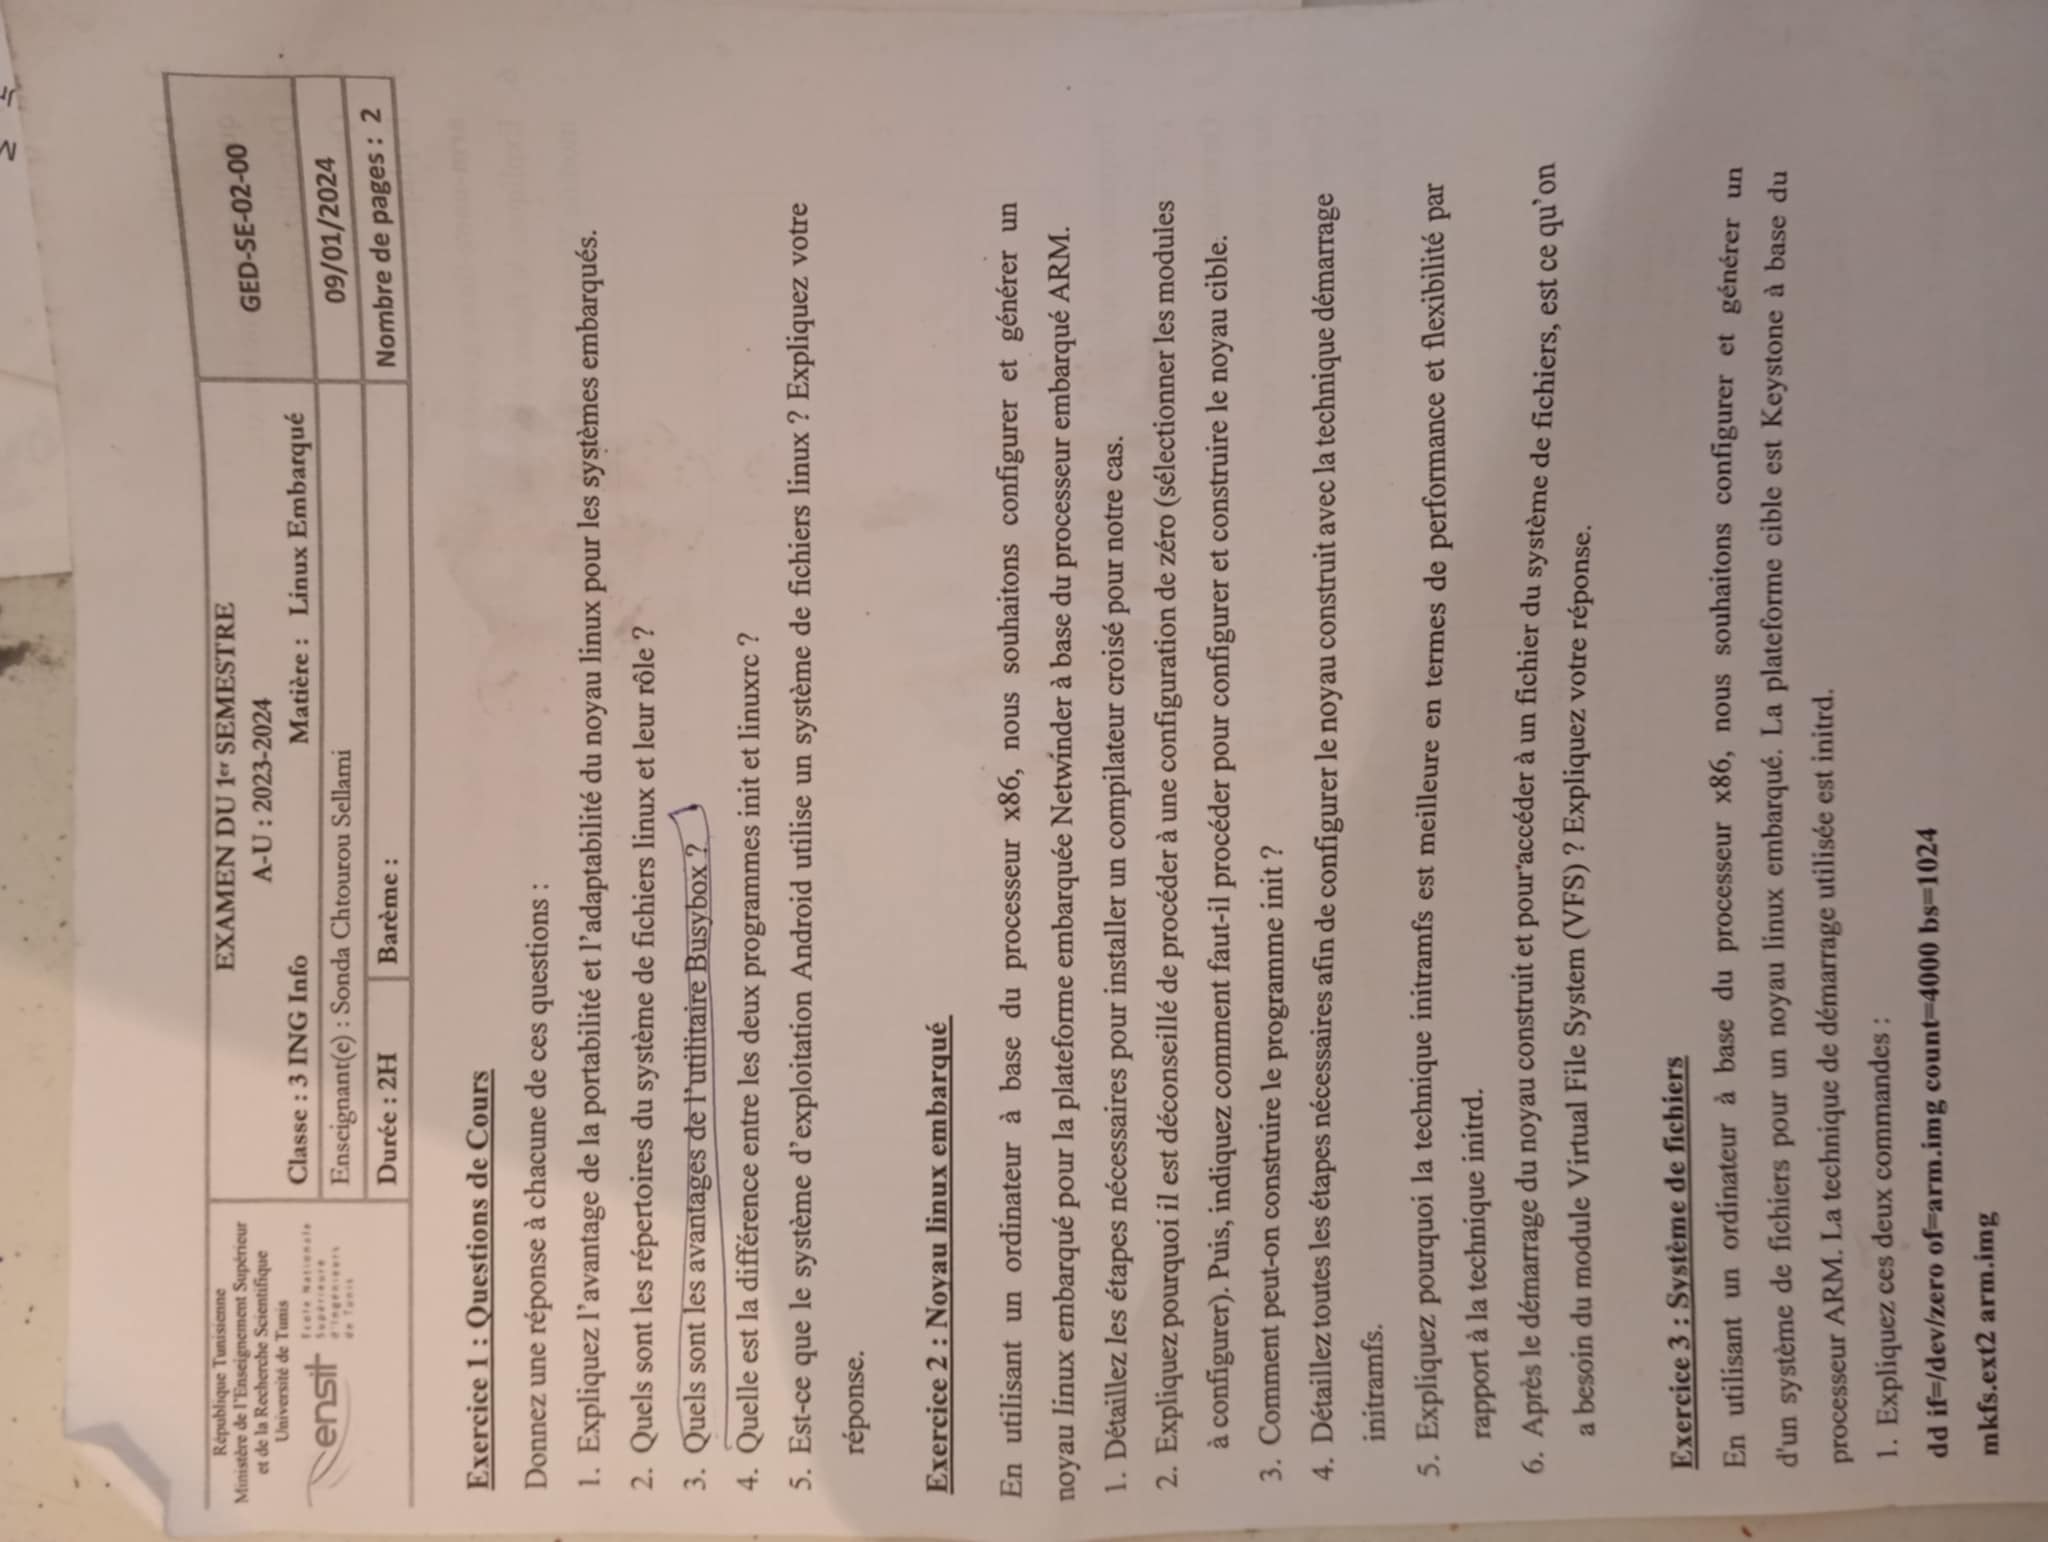 République Tunisienne
Ministère de l'Enseignement Supérieur
et de la Recherche Scientifique
Université de Tunis
ensit
Ecole Nationale
Supérieure
d'Ingénieurs
de Tunis
EXAMEN DU 1er SEMESTRE
A-U : 2023-2024
Classe : 3 ING Info Matière : Linux Embarqué
Enseignant(e) : Sonda Chtourou Sellami
Durée : 2H Barème :
GED-SE-02-00
09/01/2024
Nombre de pages : 2
Exercice 1 : Questions de Cours
Donnez une réponse à chacune de ces questions :
1. Expliquez l'avantage de la portabilité et l'adaptabilité du noyau linux pour les systèmes embarqués.
2. Quels sont les répertoires du système de fichiers linux et leur rôle ?
3. Quels sont les avantages de l'utilitaire Busybox ?
4. Quelle est la différence entre les deux programmes init et linuxrc ?
5. Est-ce que le système d'exploitation Android utilise un système de fichiers linux ? Expliquez votre
réponse.
Exercice 2 : Noyau linux embarqué
En utilisant un ordinateur à base du processeur x86, nous souhaitons configurer et générer un
noyau linux embarqué pour la plateforme embarquée Netwinder à base du processeur embarqué ARM.
1. Détaillez les étapes nécessaires pour installer un compilateur croisé pour notre cas.
2. Expliquez pourquoi il est déconseillé de procéder à une configuration de zéro (sélectionner les modules
à configurer). Puis, indiquez comment faut-il procéder pour configurer et construire le noyau cible.
3. Comment peut-on construire le programme init ?
4. Détaillez toutes les étapes nécessaires afin de configurer le noyau construit avec la technique démarrage
initramfs.
5. Expliquez pourquoi la technique initramfs est meilleure en termes de performance et flexibilité par
rapport à la technique initrd.
6. Après le démarrage du noyau construit et pour accéder à un fichier du système de fichiers, est ce qu'on
a besoin du module Virtual File System (VFS) ? Expliquez votre réponse.
Exercice 3 : Système de fichiers
En utilisant un ordinateur à base du processeur x86, nous souhaitons configurer et générer un
d'un système de fichiers pour un noyau linux embarqué. La plateforme cible est Keystone à base du
processeur ARM. La technique de démarrage utilisée est initrd.
1. Expliquez ces deux commandes :
dd if=/dev/zero of=arm.img count=4000 bs=1024
mkfs.ext2 arm.img